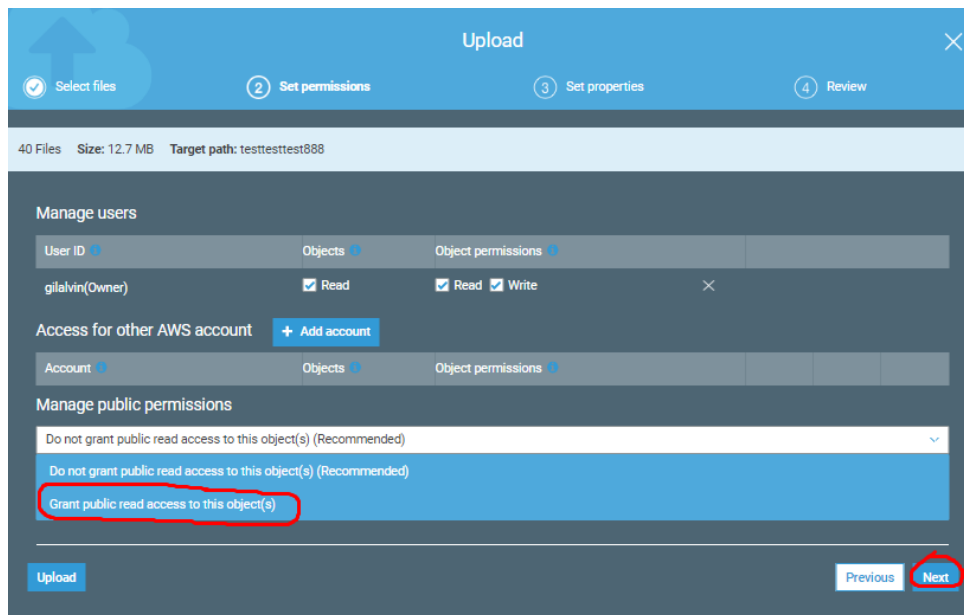 Upload
Select files 2 Set permissions 3 Set properties 4 Review
40 Files Size: 12.7 MB Target path: testtesttest888
Manage users
User ID Objects Object permissions
gilalvin(Owner) Read Read Write
Access for other AWS account + Add account
Account Objects Object permissions
Manage public permissions
Do not grant public read access to this object(s) (Recommended)
Do not grant public read access to this object(s) (Recommended)
Grant public read access to this object(s)
Upload Previous Next